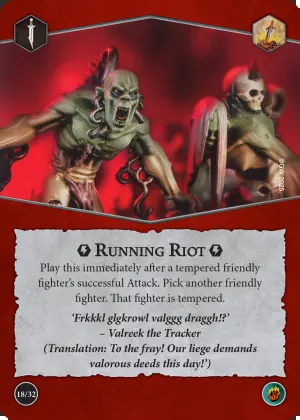 ©GW 2025
RUNNING RIOT
Play this immediately after a tempered friendly
fighter's successful Attack. Pick another friendly
fighter. That fighter is tempered.
‘Frkkkl glgkrowl valggg draggh!?’
– Valreek the Tracker
(Translation: To the fray! Our liege demands
valorous deeds this day!’)
18/32